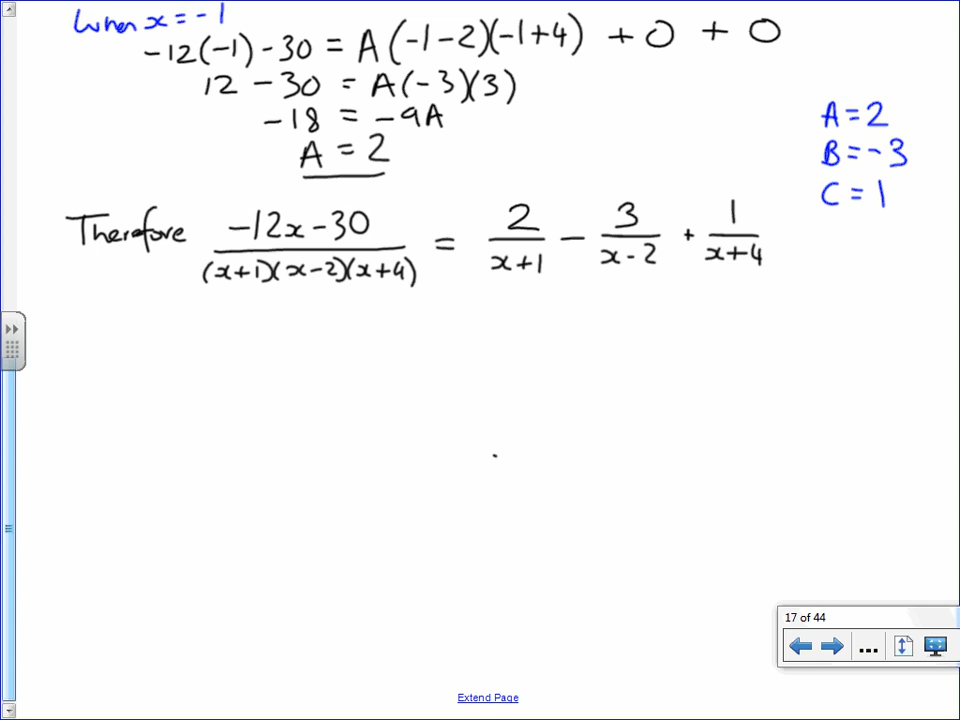 When x = -1
-12(-1) - 30 = A(-1-2)(-1+4) + 0 + 0
12 - 30 = A(-3)(3)
-18 = -9A
A = 2
A = 2
B = -3
C = 1
Therefore (-12x - 30)/((x+1)(x-2)(x+4)) = 2/(x+1) - 3/(x-2) + 1/(x+4)
17 of 44
...
Extend Page